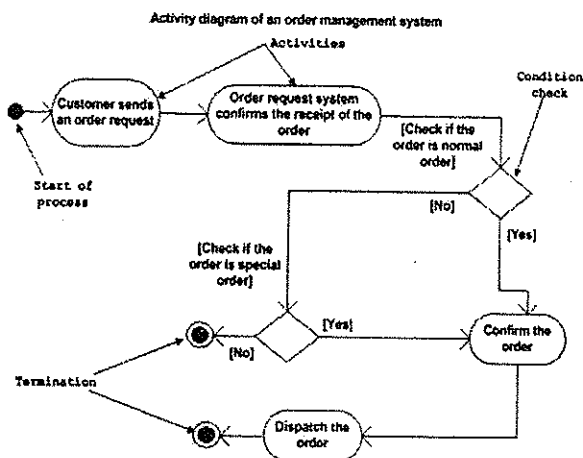 Activity diagram of an order management system
Activities
Customer sends
an order request
Order request system
confirms the receipt of the
order
Condition
check
[Check if the
order is normal
order]
Start of
process
[No]
[Yes]
[Check if the
order is special
order]
[Yes]
[No]
Confirm the
order
Termination
Dispatch the
order